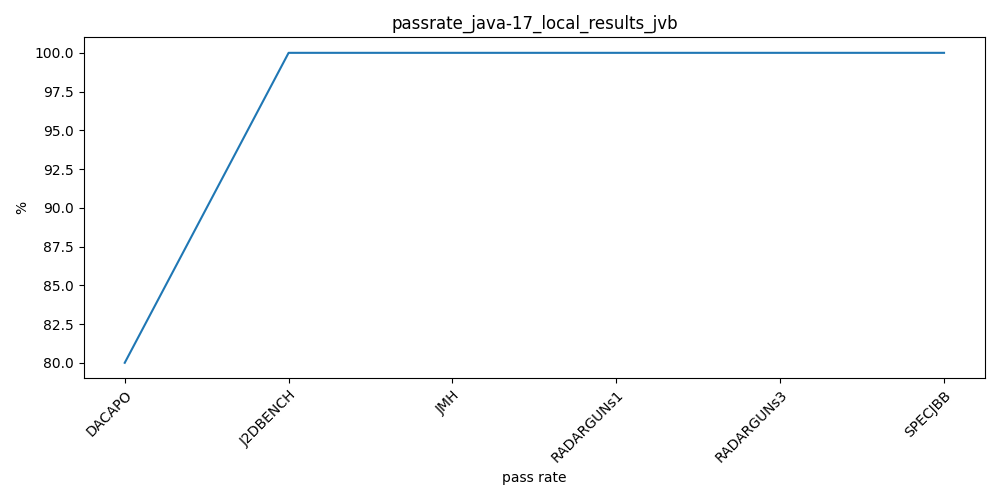 passrate_java-17_local_results_jvb
100.0
97.5
95.0
92.5
90.0
87.5
85.0
82.5
80.0
%
DACAPO
J2DBENCH
JMH
RADARGUNs1
RADARGUNs3
SPECJBB
pass rate